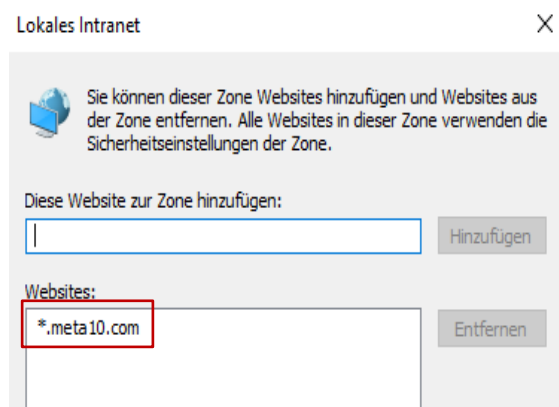 Lokales Intranet
Sie können dieser Zone Websites hinzufügen und Websites aus
der Zone entfernen. Alle Websites in dieser Zone verwenden die
Sicherheitseinstellungen der Zone.
Diese Website zur Zone hinzufügen:
Hinzufügen
Websites:
*.meta10.com
Entfernen